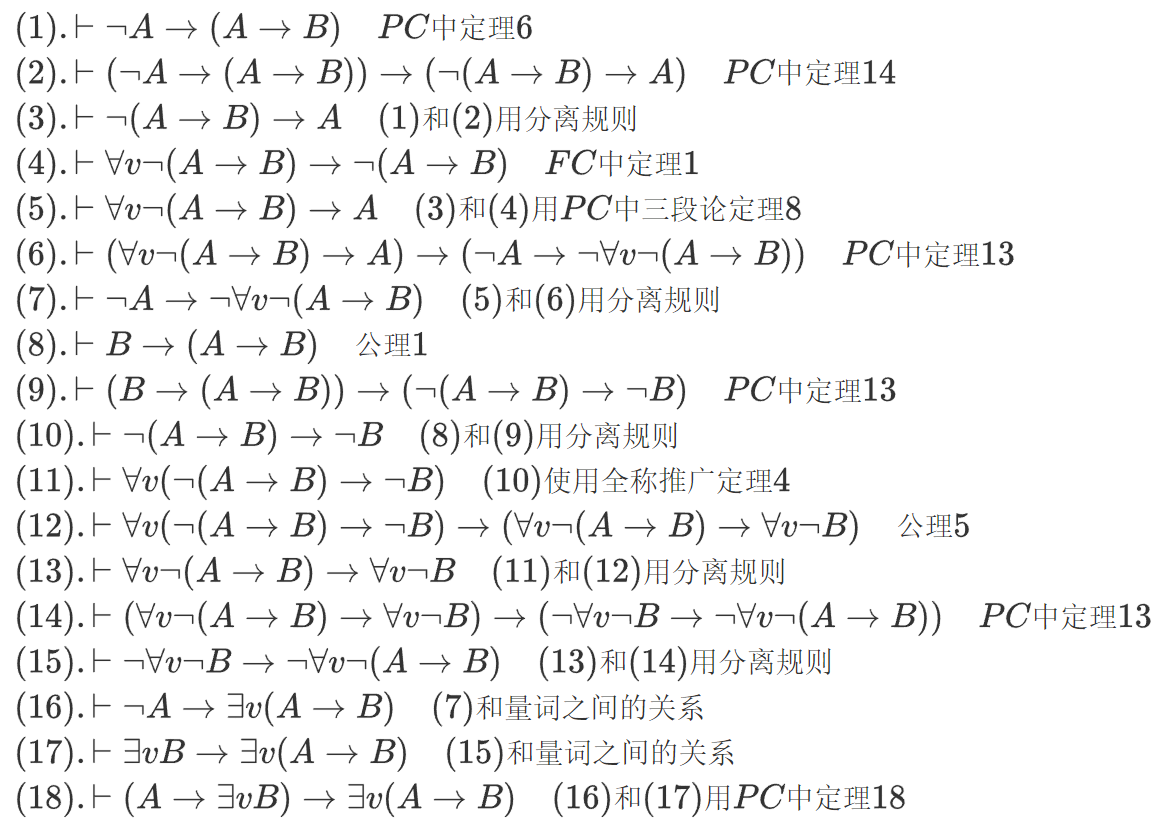 (1).⊢ ¬A → (A → B) PC中定理6
(2).⊢ (¬A → (A → B)) → (¬(A → B) → A) PC中定理14
(3).⊢ ¬(A → B) → A (1)和(2)用分离规则
(4).⊢ ∀v¬(A → B) → ¬(A → B) FC中定理1
(5).⊢ ∀v¬(A → B) → A (3)和(4)用PC中三段论定理8
(6).⊢ (∀v¬(A → B) → A) → (¬A → ¬∀v¬(A → B)) PC中定理13
(7).⊢ ¬A → ¬∀v¬(A → B) (5)和(6)用分离规则
(8).⊢ B → (A → B) 公理1
(9).⊢ (B → (A → B)) → (¬(A → B) → ¬B) PC中定理13
(10).⊢ ¬(A → B) → ¬B (8)和(9)用分离规则
(11).⊢ ∀v(¬(A → B) → ¬B) (10)使用全称推广定理4
(12).⊢ ∀v(¬(A → B) → ¬B) → (∀v¬(A → B) → ∀v¬B) 公理5
(13).⊢ ∀v¬(A → B) → ∀v¬B (11)和(12)用分离规则
(14).⊢ (∀v¬(A → B) → ∀v¬B) → (¬∀v¬B → ¬∀v¬(A → B)) PC中定理13
(15).⊢ ¬∀v¬B → ¬∀v¬(A → B) (13)和(14)用分离规则
(16).⊢ ¬A → ∃v(A → B) (7)和量词之间的关系
(17).⊢ ∃vB → ∃v(A → B) (15)和量词之间的关系
(18).⊢ (A → ∃vB) → ∃v(A → B) (16)和(17)用PC中定理18